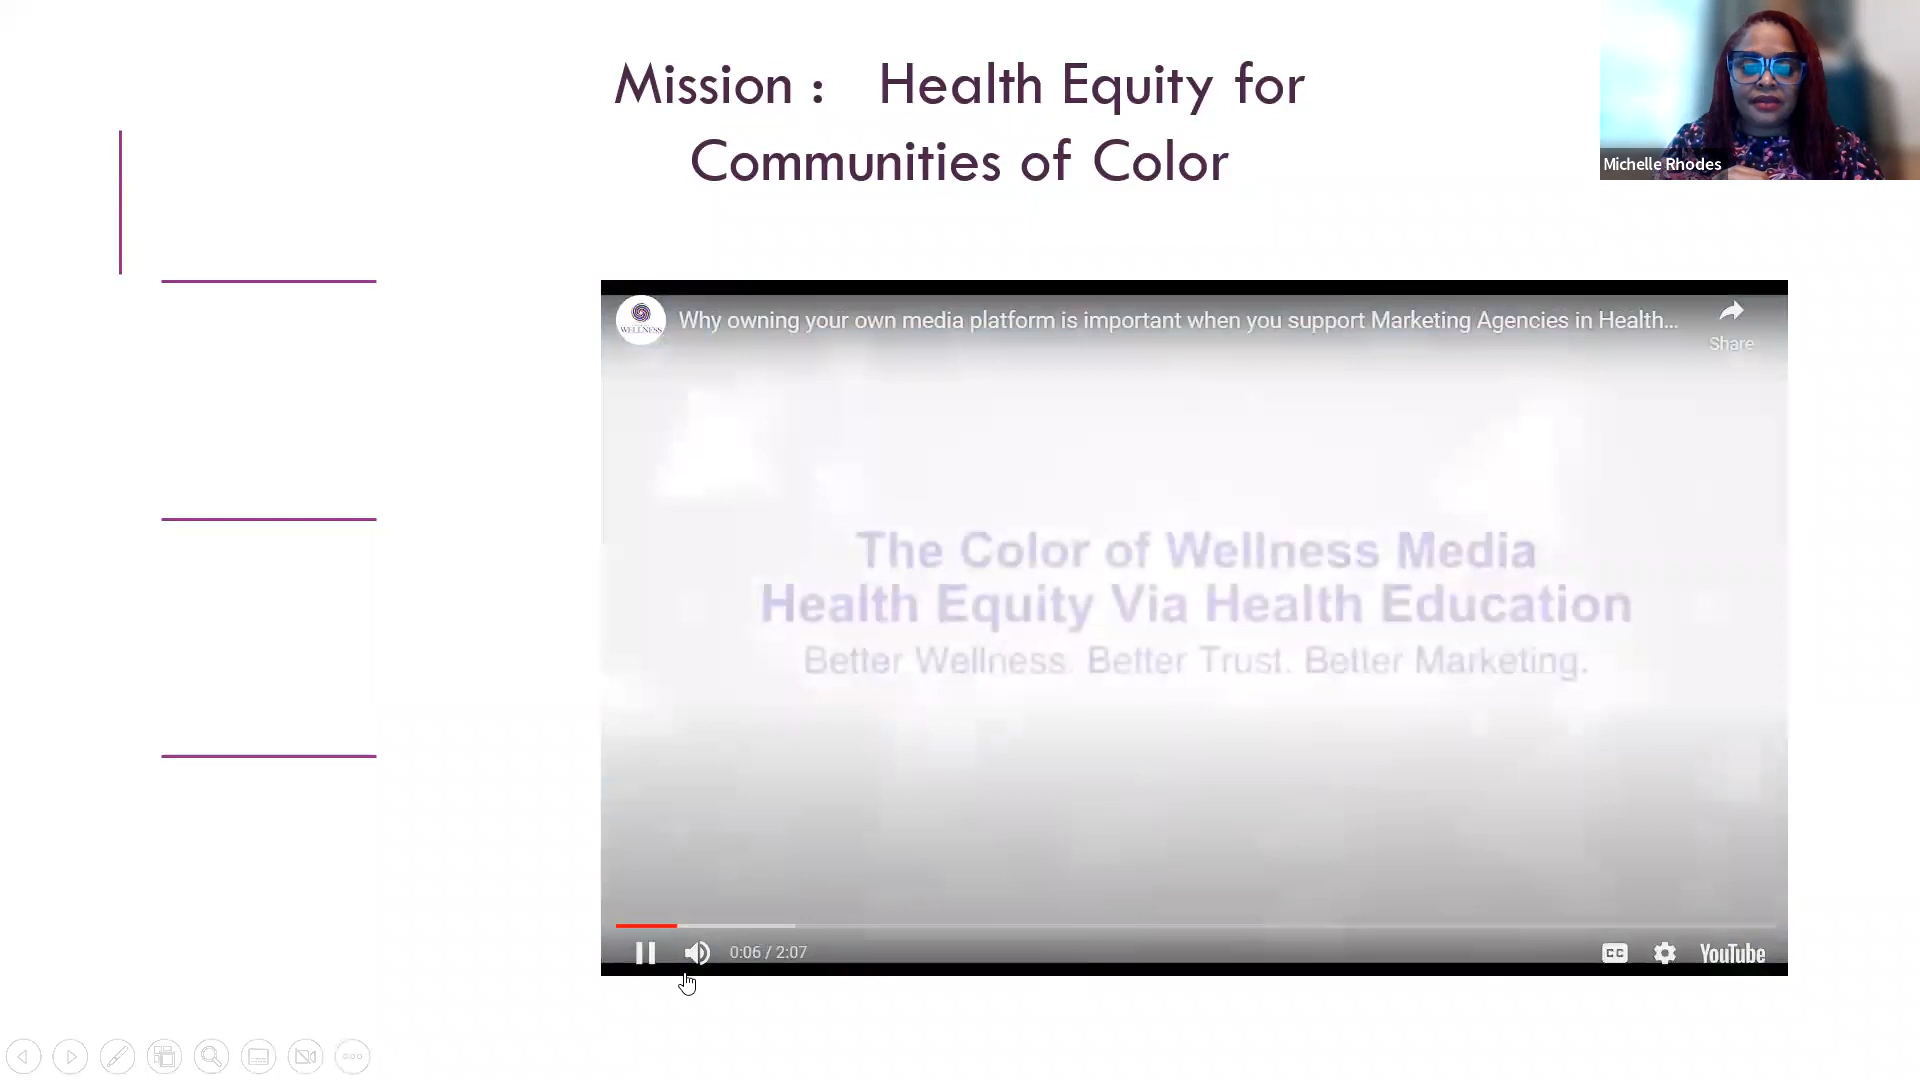 Mission : Health Equity for
Communities of Color
Michelle Rhodes
WELLNESS
Why owning your own media platform is important when you support Marketing Agencies in Health...
Share
The Color of Wellness Media
Health Equity Via Health Education
Better Wellness. Better Trust. Better Marketing.
0:06 / 2:07
CC
YouTube